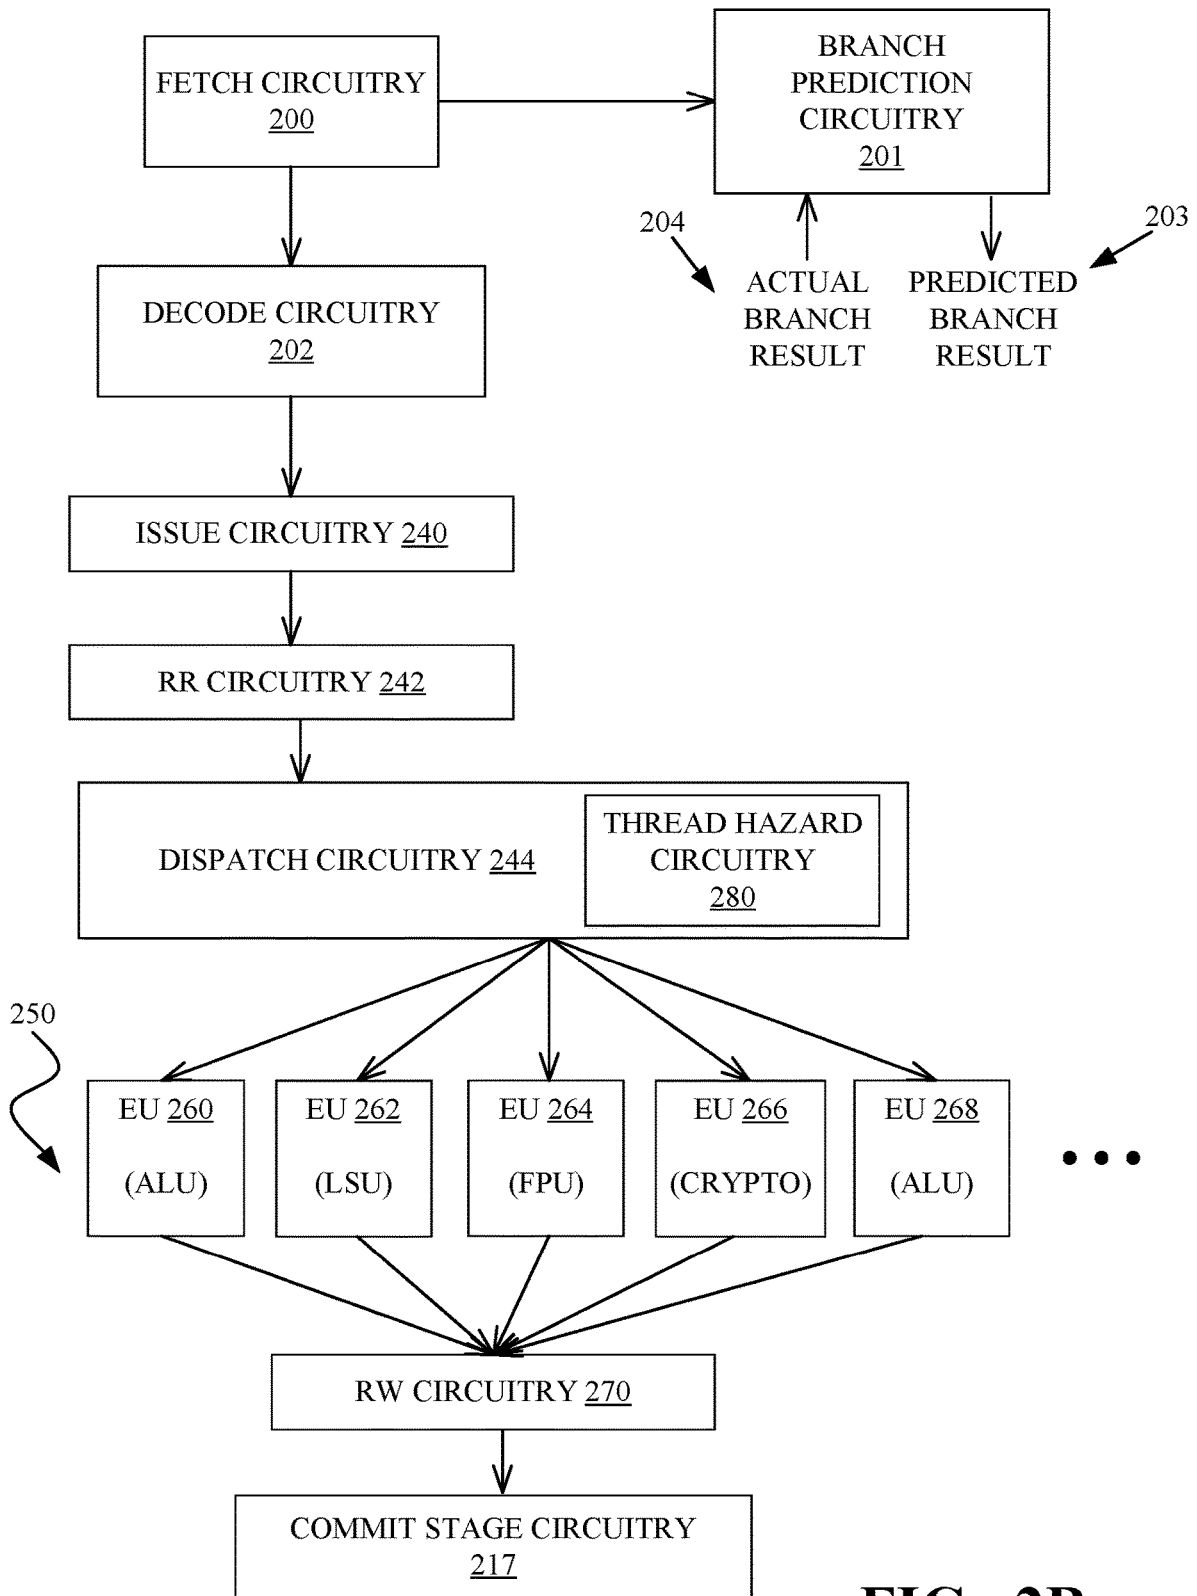 FETCH CIRCUITRY
200
BRANCH
PREDICTION
CIRCUITRY
201
204
203
ACTUAL
BRANCH
RESULT
PREDICTED
BRANCH
RESULT
DECODE CIRCUITRY
202
ISSUE CIRCUITRY 240
RR CIRCUITRY 242
DISPATCH CIRCUITRY 244
THREAD HAZARD
CIRCUITRY
280
250
EU 260
(ALU)
EU 262
(LSU)
EU 264
(FPU)
EU 266
(CRYPTO)
EU 268
(ALU)
• • •
RW CIRCUITRY 270
COMMIT STAGE CIRCUITRY
217
FIG. 2B